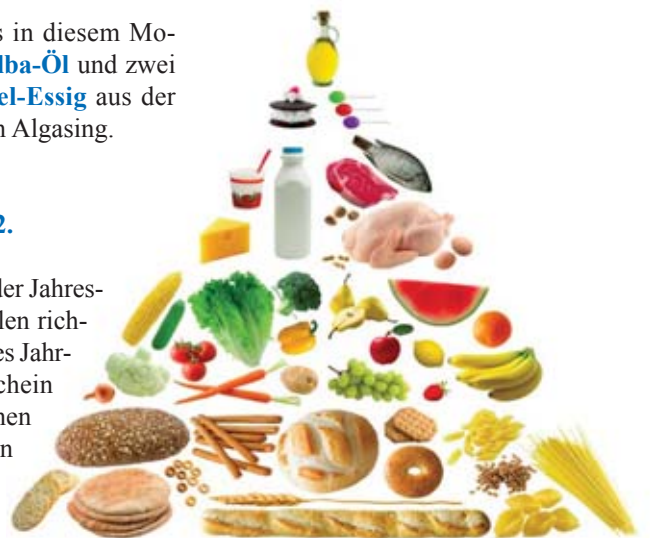 s in diesem Mo-
lba-Öl und zwei
el-Essig aus der
n Algasing.
2.
der Jahres-
len rich-
es Jahr-
chein
nen
n